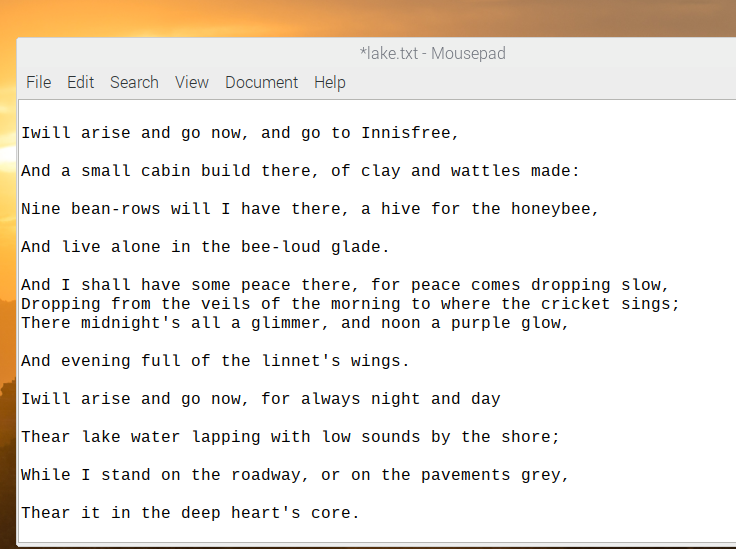 *lake.txt - Mousepad
File Edit Search View Document Help
Iwill arise and go now, and go to Innisfree,
And a small cabin build there, of clay and wattles made:
Nine bean-rows will I have there, a hive for the honeybee,
And live alone in the bee-loud glade.
And I shall have some peace there, for peace comes dropping slow,
Dropping from the veils of the morning to where the cricket sings;
There midnight's all a glimmer, and noon a purple glow,
And evening full of the linnet's wings.
Iwill arise and go now, for always night and day
Thear lake water lapping with low sounds by the shore;
While I stand on the roadway, or on the pavements grey,
Thear it in the deep heart's core.